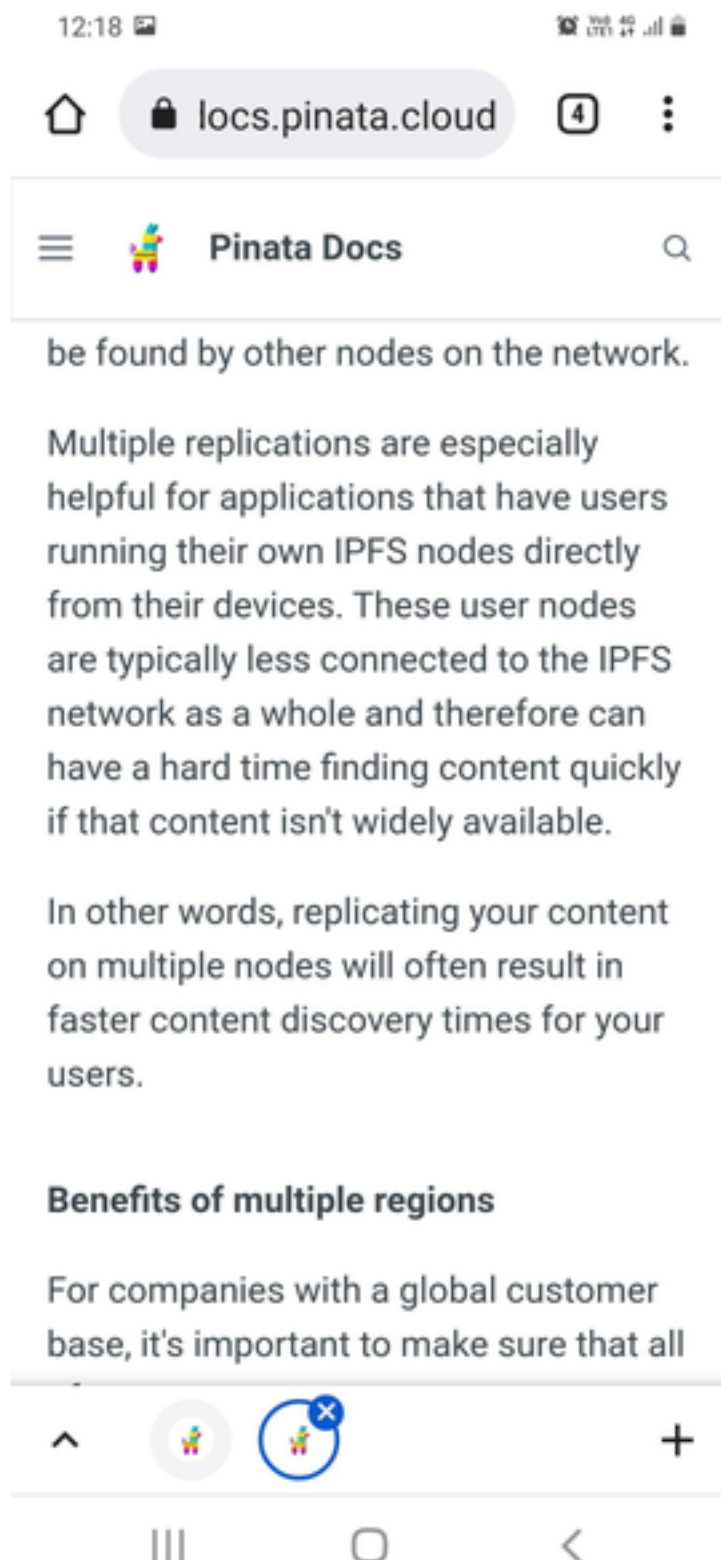 12:18
Vo) 4G
LTE1
locs.pinata.cloud
4
Pinata Docs
be found by other nodes on the network.
Multiple replications are especially
helpful for applications that have users
running their own IPFS nodes directly
from their devices. These user nodes
are typically less connected to the IPFS
network as a whole and therefore can
have a hard time finding content quickly
if that content isn't widely available.
In other words, replicating your content
on multiple nodes will often result in
faster content discovery times for your
users.
Benefits of multiple regions
For companies with a global customer
base, it's important to make sure that all